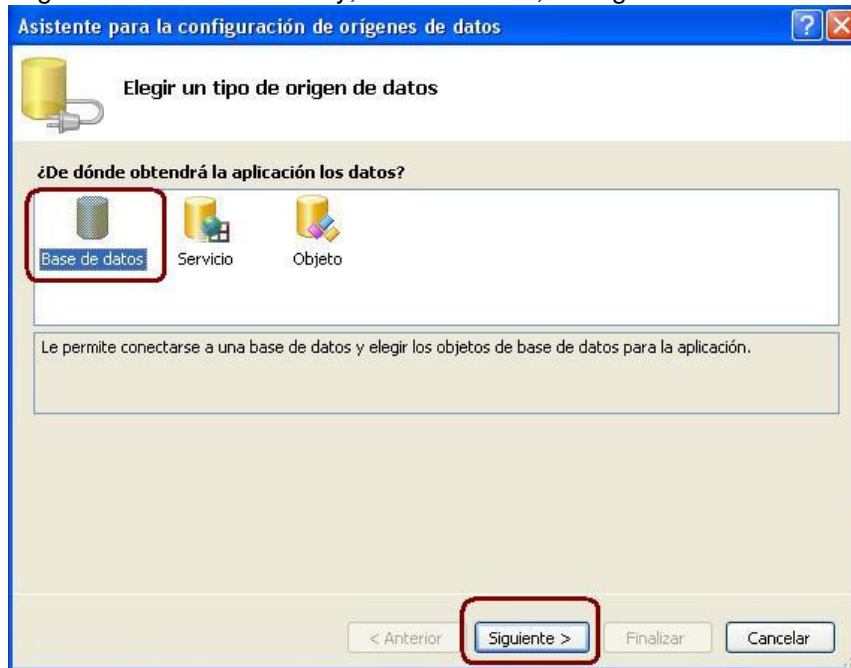 Asistente para la configuración de orígenes de datos
Elegir un tipo de origen de datos
¿De dónde obtendrá la aplicación los datos?
Base de datos Servicio Objeto
Le permite conectarse a una base de datos y elegir los objetos de base de datos para la aplicación.
< Anterior Siguiente > Finalizar Cancelar